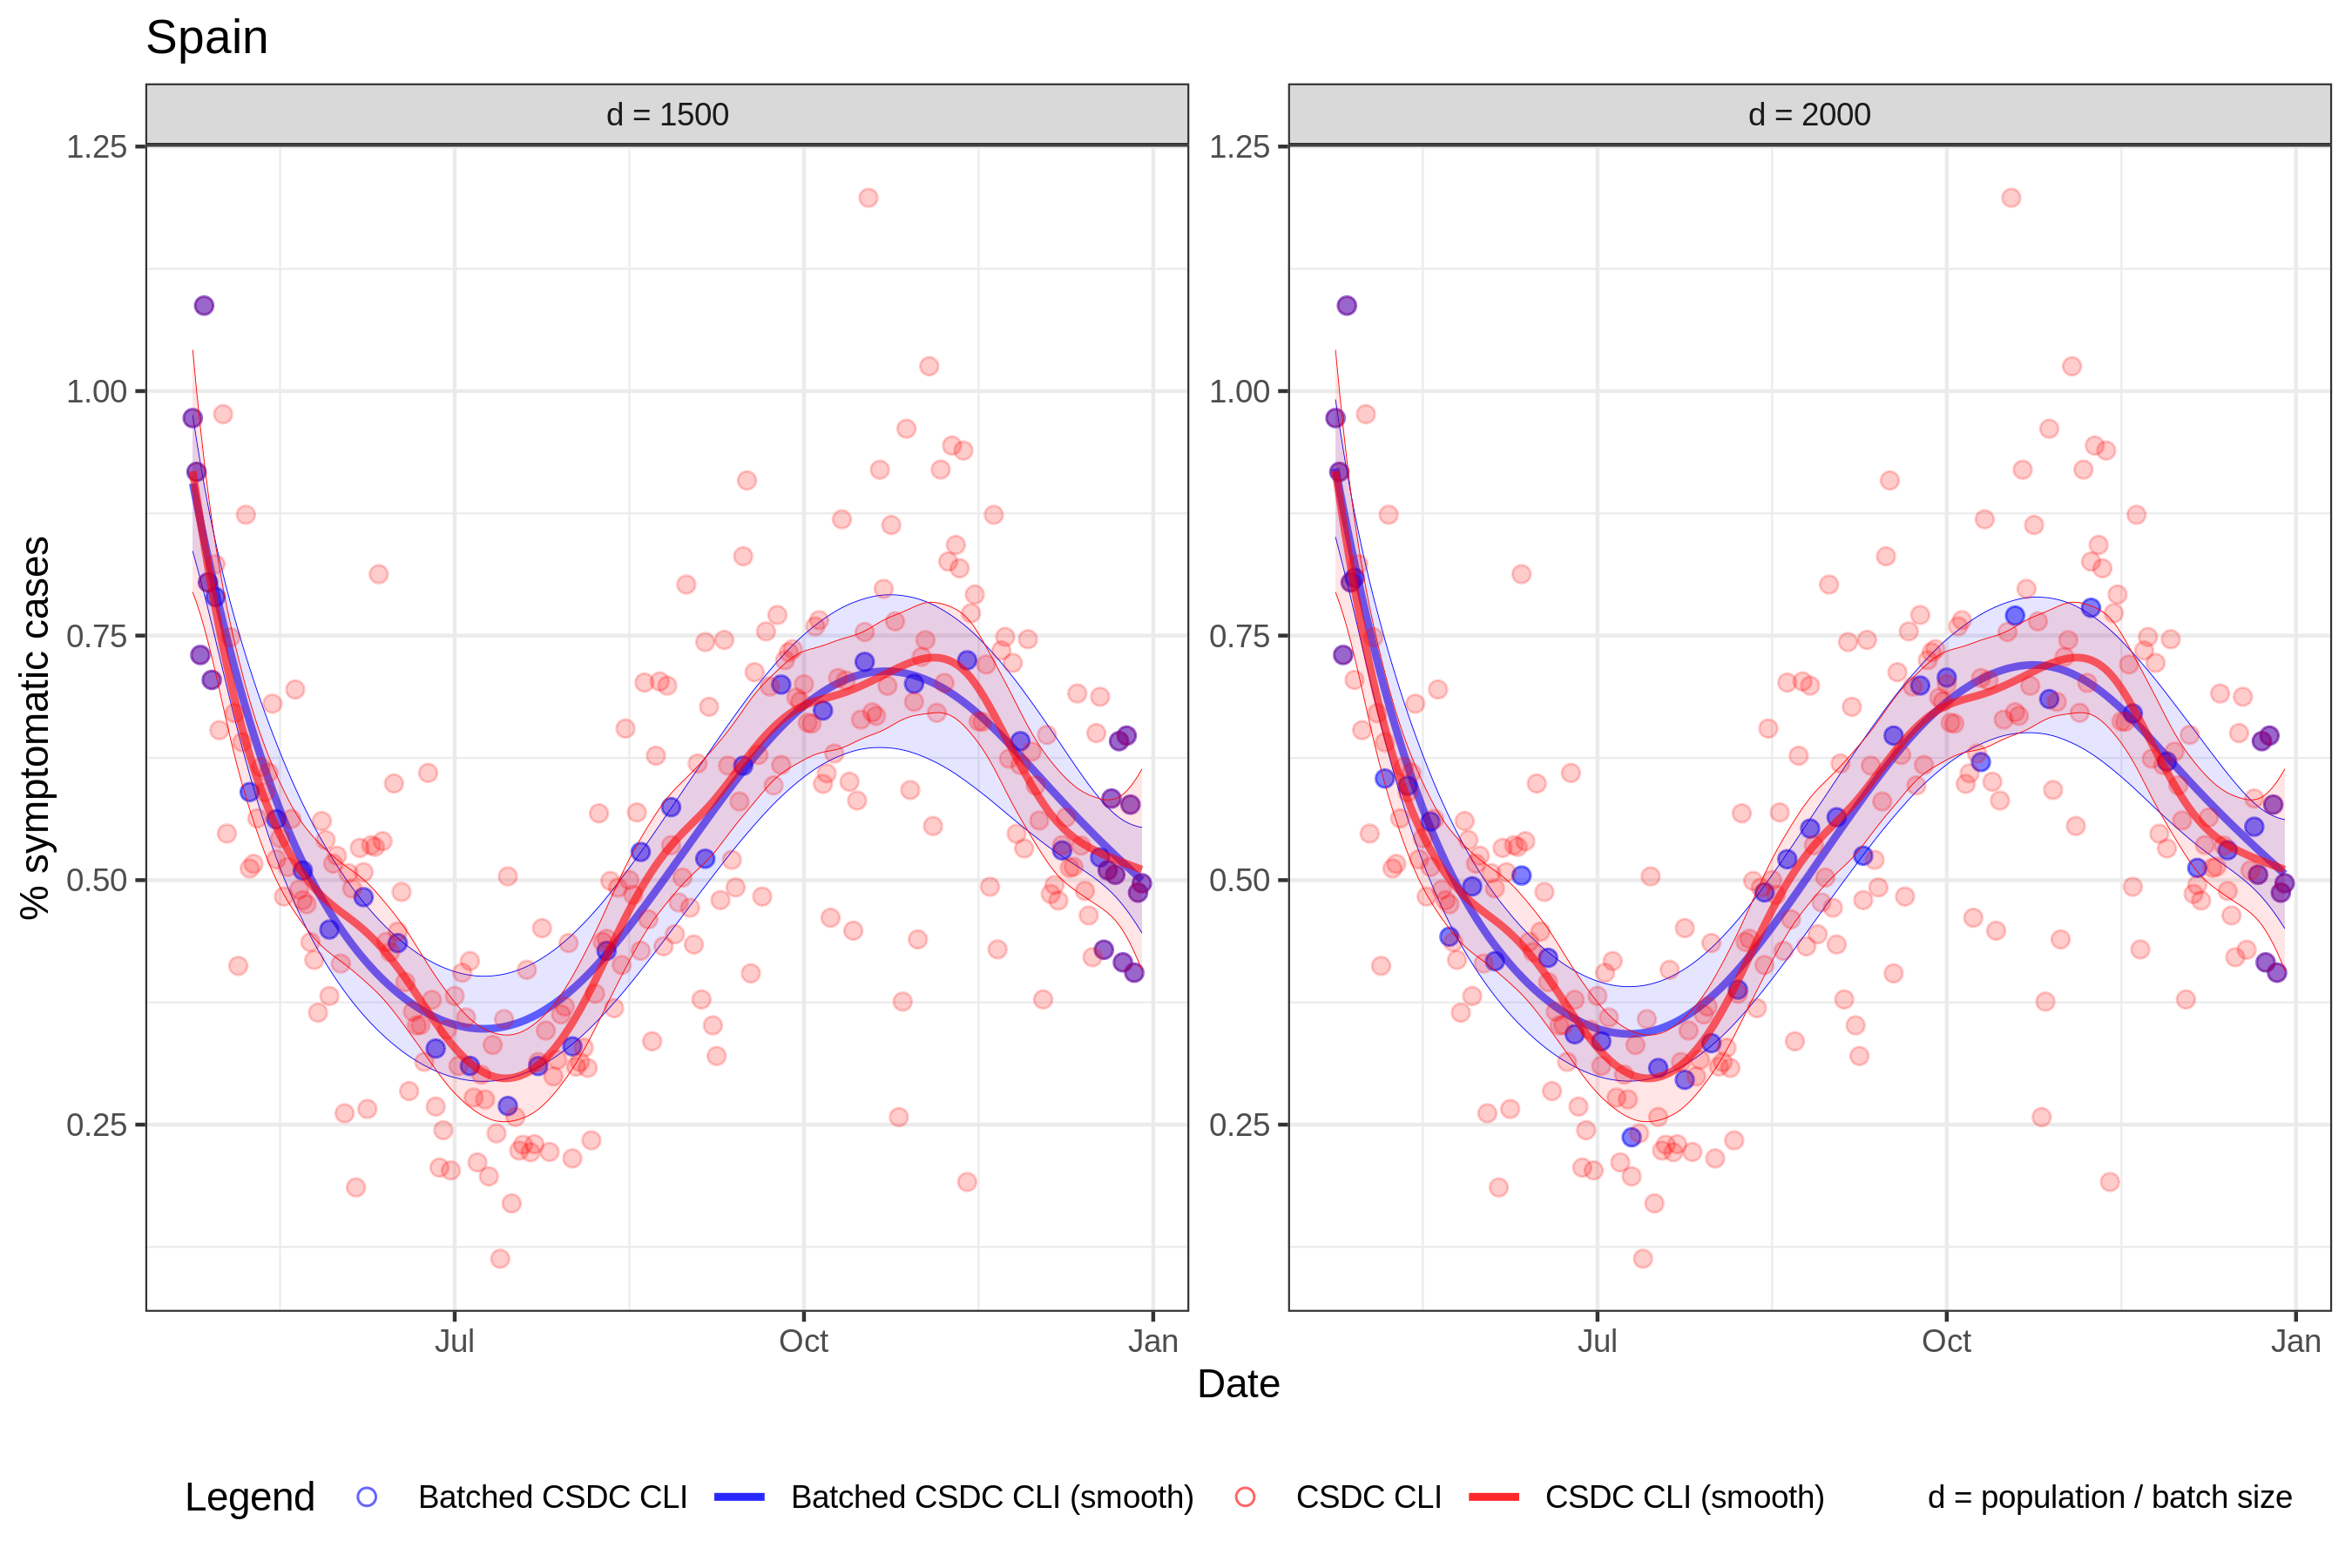 Spain
d = 1500
d = 2000
1.25
1.00
0.75
0.50
0.25
1.25
1.00
0.75
0.50
0.25
% symptomatic cases
Jul
Oct
Jan
Jul
Oct
Jan
Date
Legend
Batched CSDC CLI
Batched CSDC CLI (smooth)
CSDC CLI
CSDC CLI (smooth)
d = population / batch size